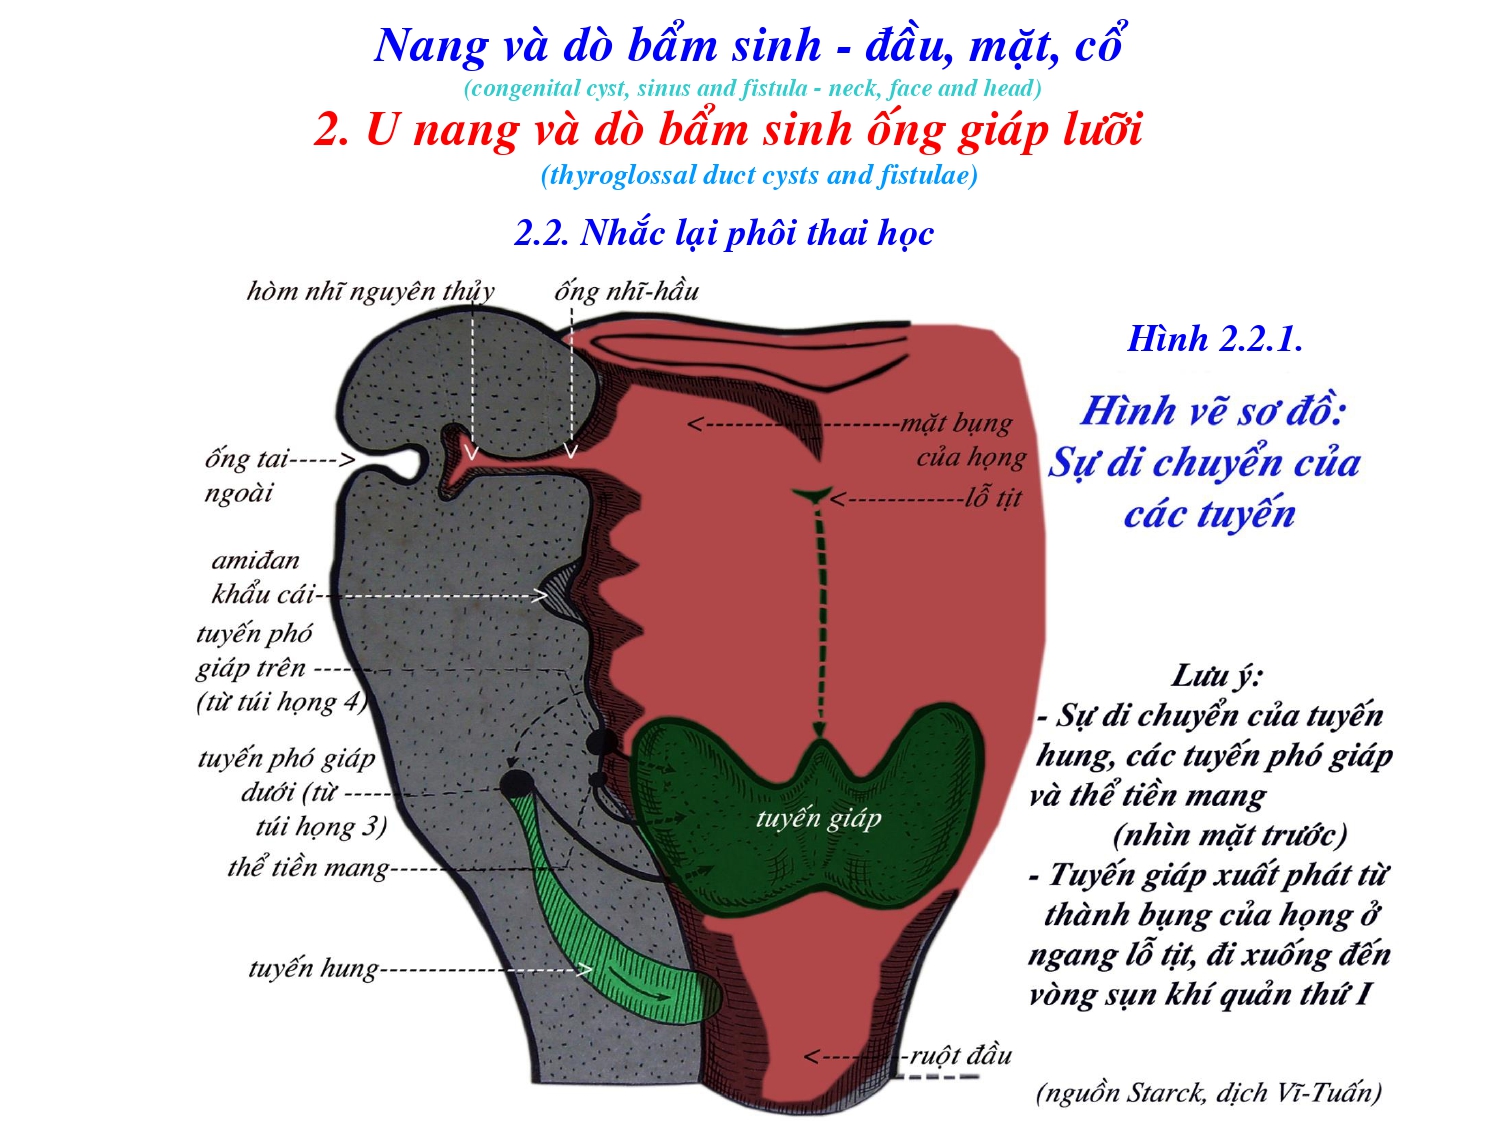 Nang và dò bẩm sinh - đầu, mặt, cổ
(congenital cyst, sinus and fistula - neck, face and head)
2. U nang và dò bẩm sinh ống giáp lưỡi
(thyroglossal duct cysts and fistulae)
2.2. Nhắc lại phôi thai học
hòm nhĩ nguyên thủy
ống nhĩ-hầu
Hình 2.2.1.
Hình vẽ sơ đồ:
Sự di chuyển của
các tuyến
mặt bụng
của họng
ống tai
ngoài
lỗ tịt
amiđan
khẩu cái
tuyến phó
giáp trên
(từ túi họng 4)
tuyến phó giáp
dưới (từ
túi họng 3)
tuyến giáp
thể tiền mang
tuyến hung
ruột đầu
Lưu ý:
- Sự di chuyển của tuyến
hung, các tuyến phó giáp
và thể tiền mang
(nhìn mặt trước)
- Tuyến giáp xuất phát từ
thành bụng của họng ở
ngang lỗ tịt, đi xuống đến
vòng sụn khí quản thứ I
(nguồn Starck, dịch Vĩ-Tuấn)